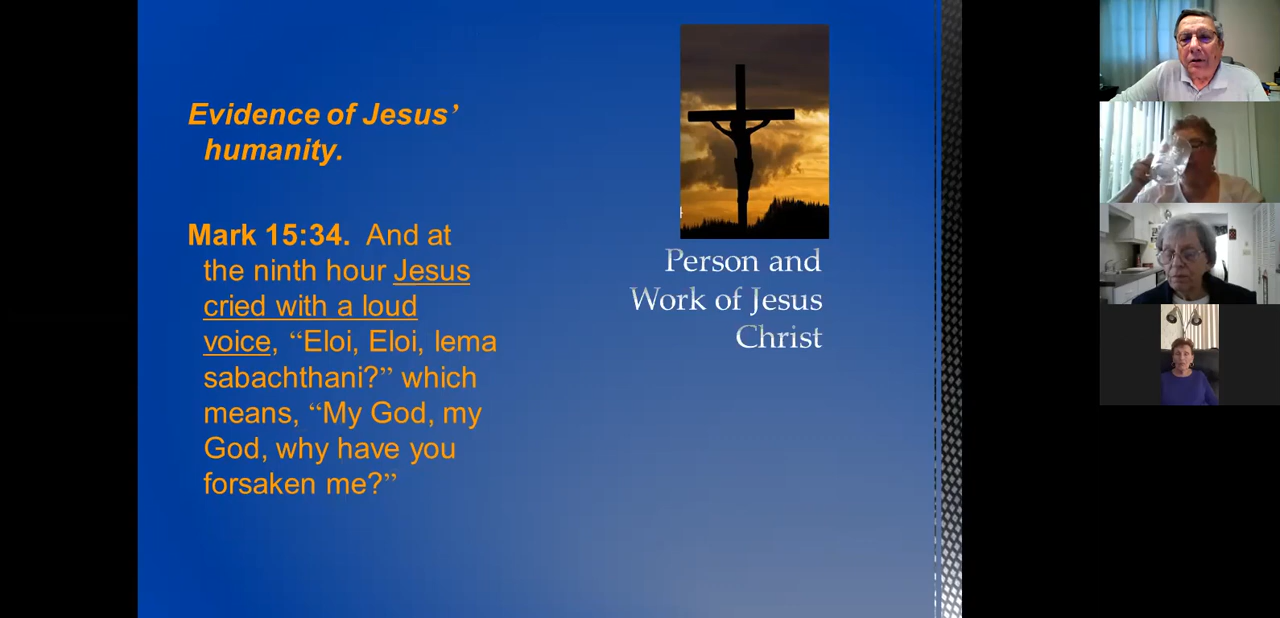 Evidence of Jesus’
humanity.
Mark 15:34. And at
the ninth hour Jesus
cried with a loud
voice, “Eloi, Eloi, lema
sabachthani?” which
means, “My God, my
God, why have you
forsaken me?”
Person and
Work of Jesus
Christ